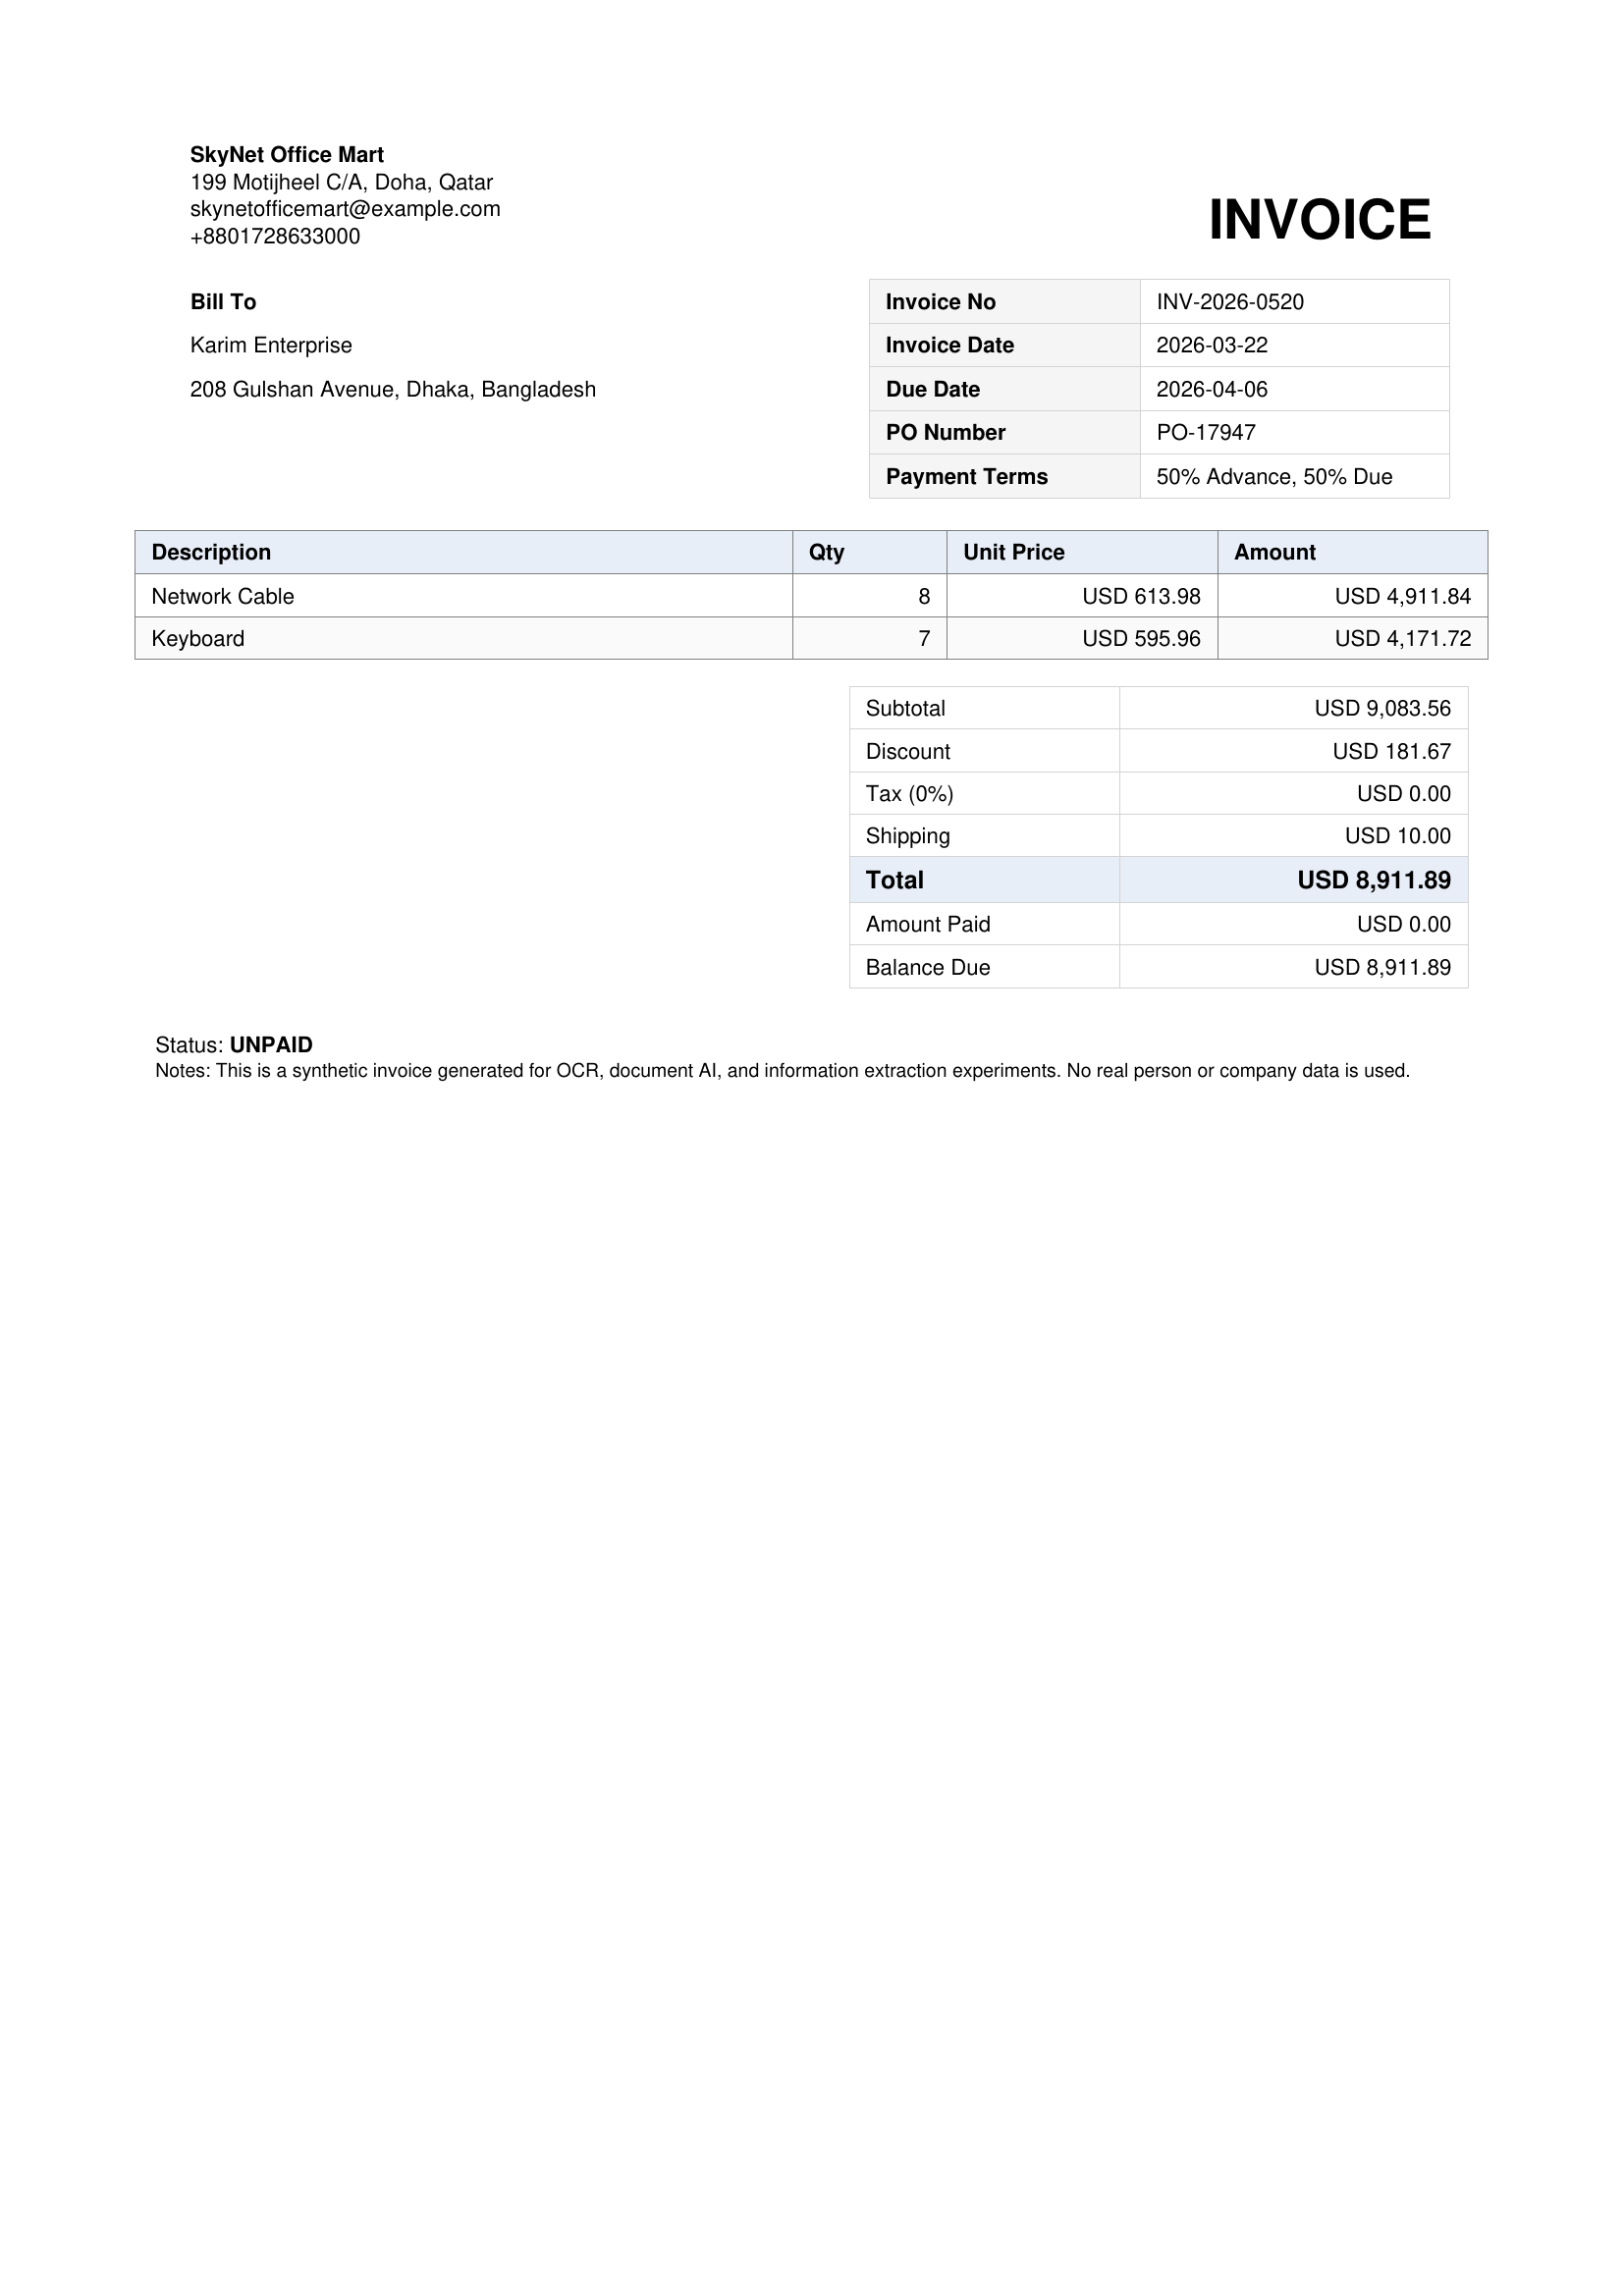 SkyNet Office Mart
199 Motijheel C/A, Doha, Qatar
skynetofficemart@example.com
+8801728633000
INVOICE
Bill To
Karim Enterprise
208 Gulshan Avenue, Dhaka, Bangladesh
Invoice No INV-2026-0520
Invoice Date 2026-03-22
Due Date 2026-04-06
PO Number PO-17947
Payment Terms 50% Advance, 50% Due
Description Qty Unit Price Amount
Network Cable 8 USD 613.98 USD 4,911.84
Keyboard 7 USD 595.96 USD 4,171.72
Subtotal USD 9,083.56
Discount USD 181.67
Tax (0%) USD 0.00
Shipping USD 10.00
Total USD 8,911.89
Amount Paid USD 0.00
Balance Due USD 8,911.89
Status: UNPAID
Notes: This is a synthetic invoice generated for OCR, document AI, and information extraction experiments. No real person or company data is used.